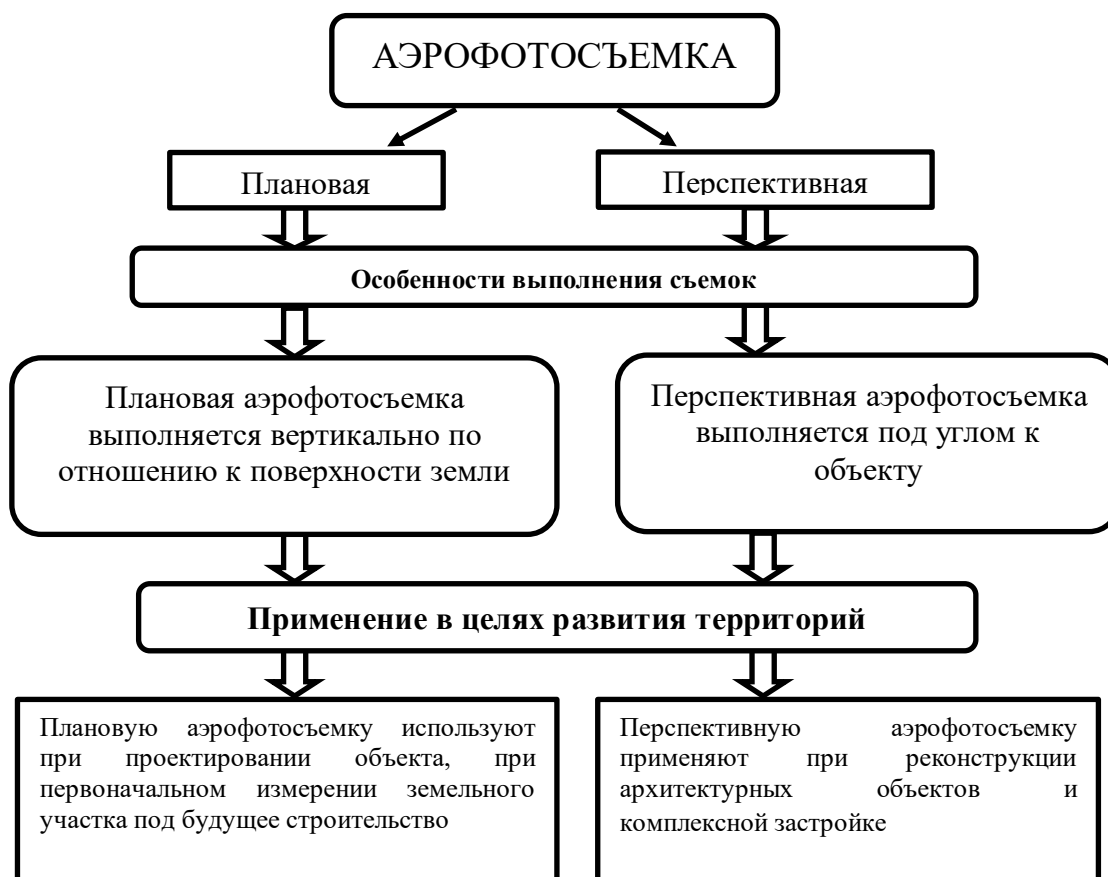 АЭРОФОТОСЪЕМКА
Плановая
Перспективная
Особенности выполнения съемок
Плановая аэрофотосъемка
выполняется вертикально по
отношению к поверхности земли
Перспективная аэрофотосъемка
выполняется под углом к
объекту
Применение в целях развития территорий
Плановую аэрофотосъемку используют
при проектировании объекта, при
первоначальном измерении земельного
участка под будущее строительство
Перспективную аэрофотосъемку
применяют при реконструкции
архитектурных объектов и
комплексной застройке